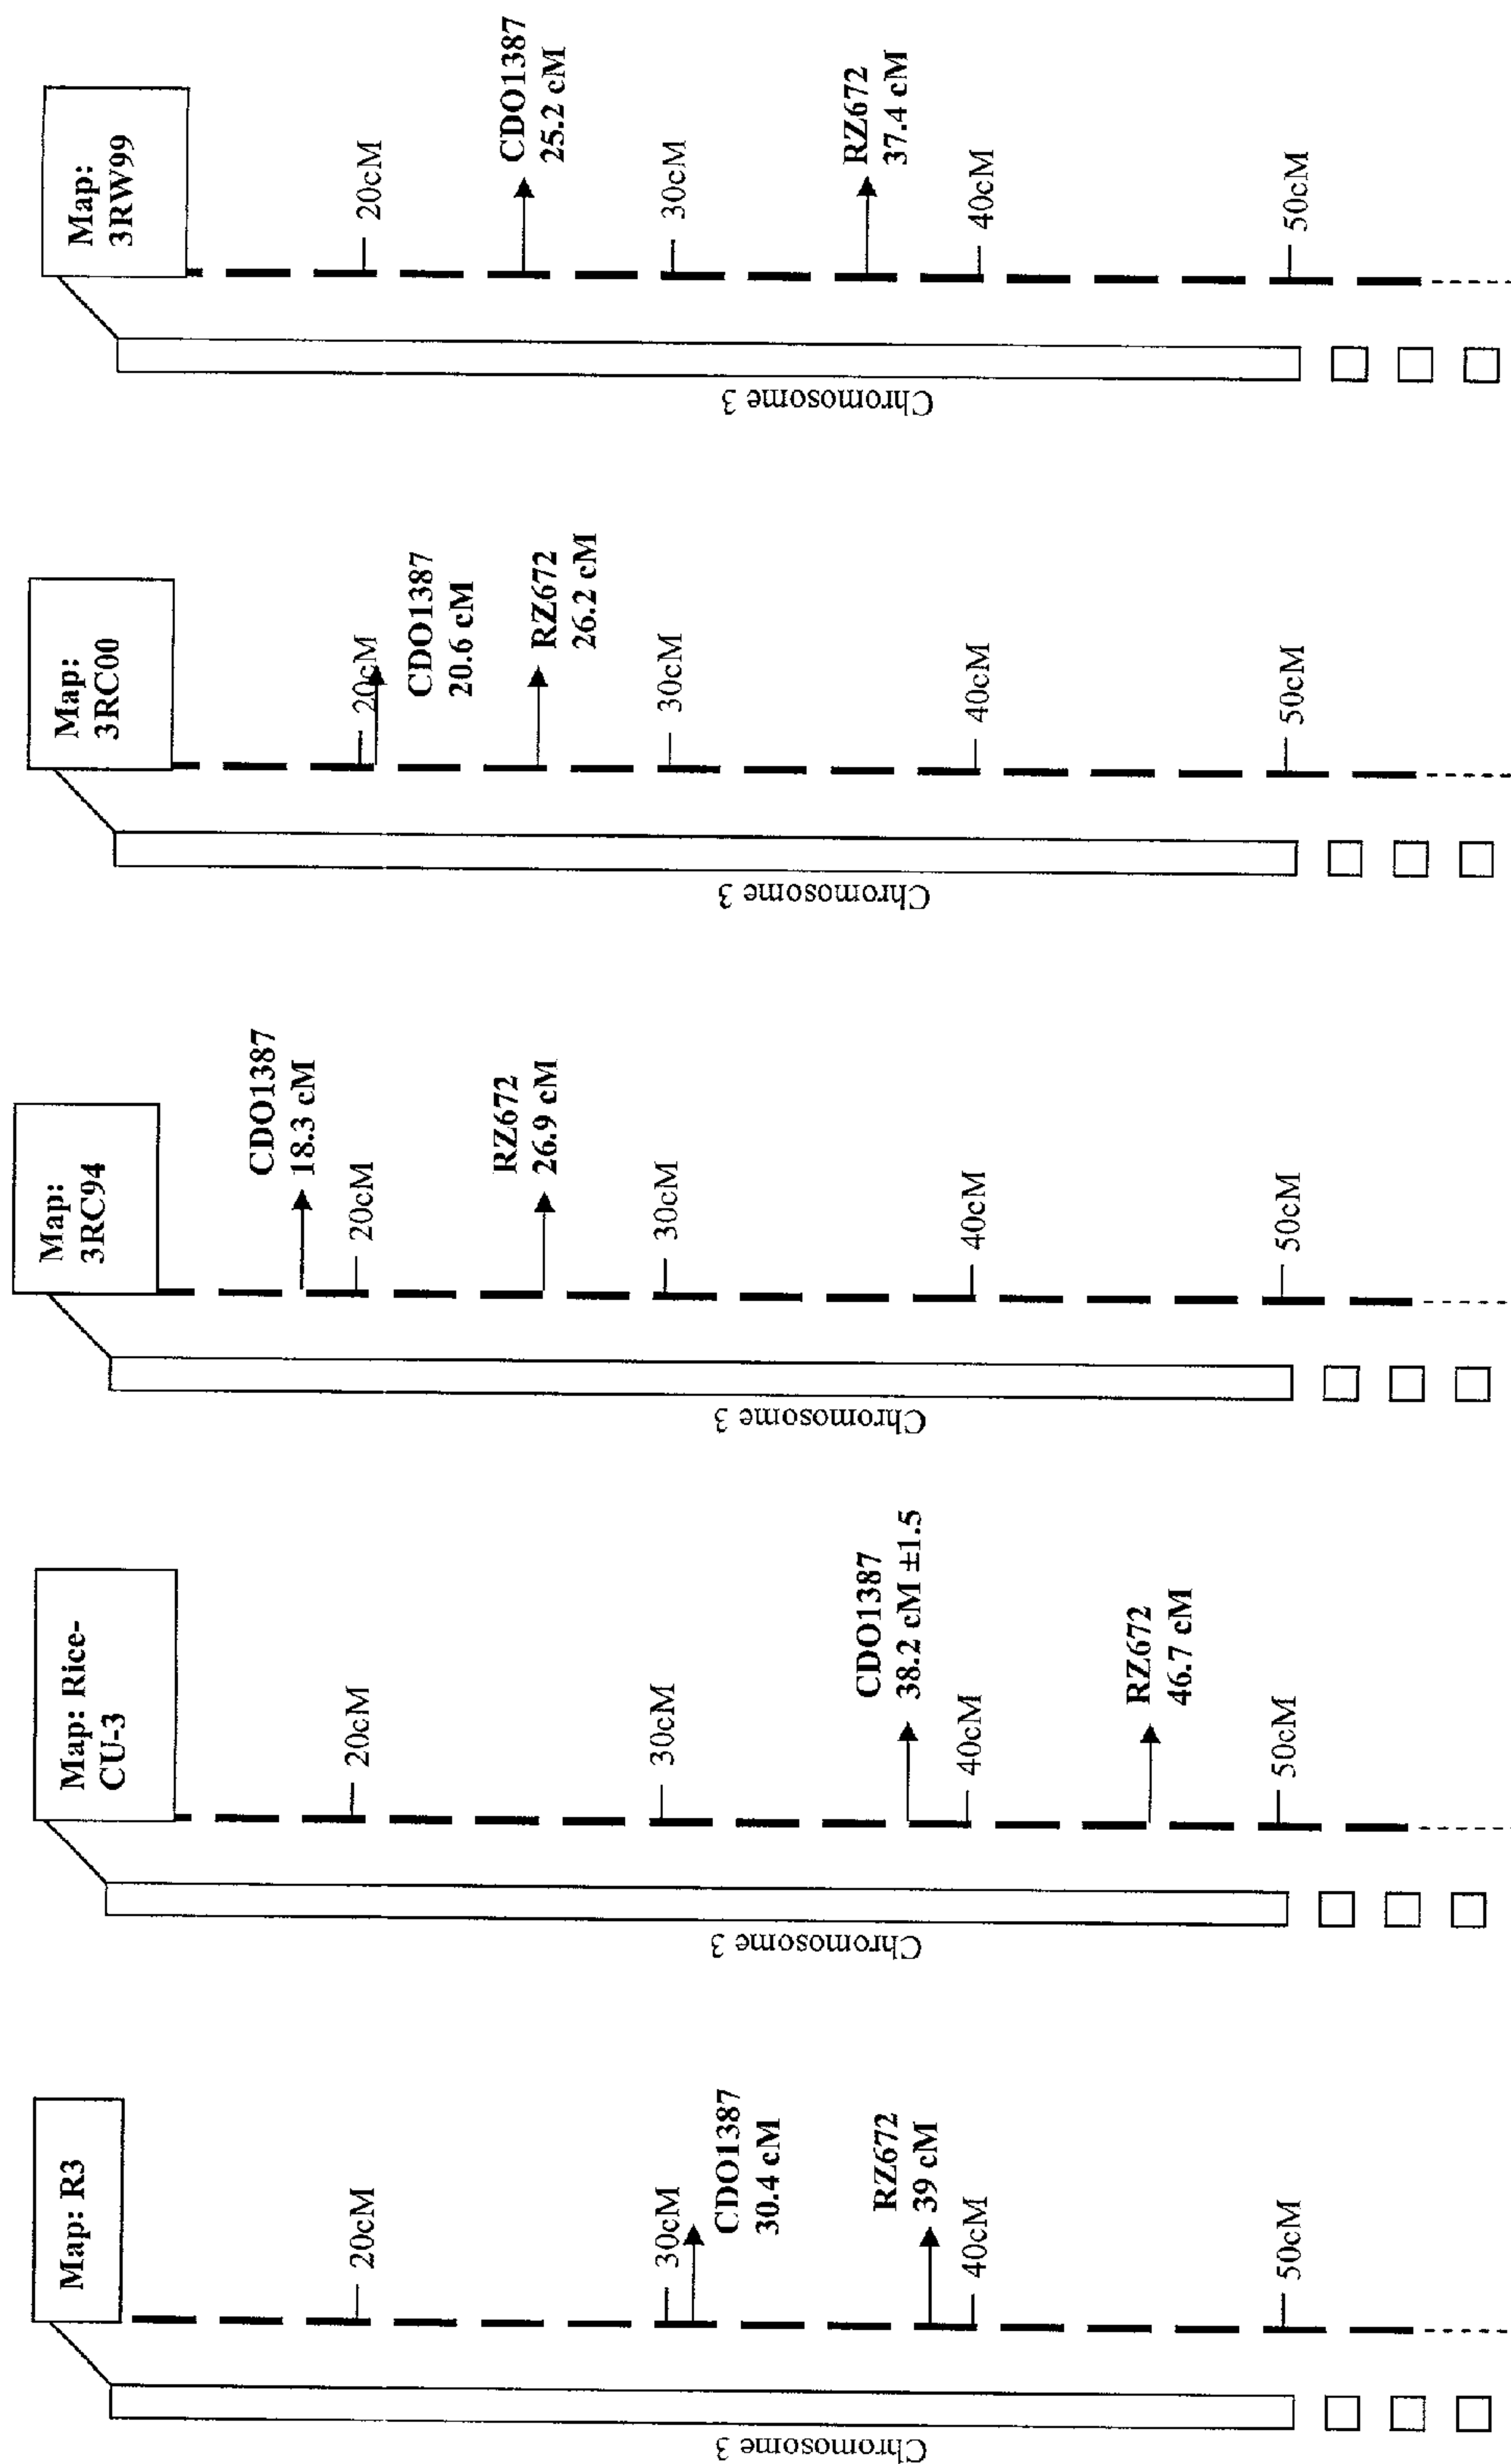 Map: R3
20cM
30cM
CDO1387
30.4 cM
RZ672
39 cM
40cM
50cM
Chromosome 3
Map: Rice-
CU-3
20cM
30cM
CDO1387
38.2 cM ±1.5
40cM
RZ672
46.7 cM
50cM
Chromosome 3
Map:
3RC94
CDO1387
18.3 cM
20cM
RZ672
26.9 cM
30cM
40cM
50cM
Chromosome 3
Map:
3RC00
20cM
CDO1387
20.6 cM
RZ672
26.2 cM
30cM
40cM
50cM
Chromosome 3
Map:
3RW99
20cM
CDO1387
25.2 cM
30cM
RZ672
37.4 cM
40cM
50cM
Chromosome 3